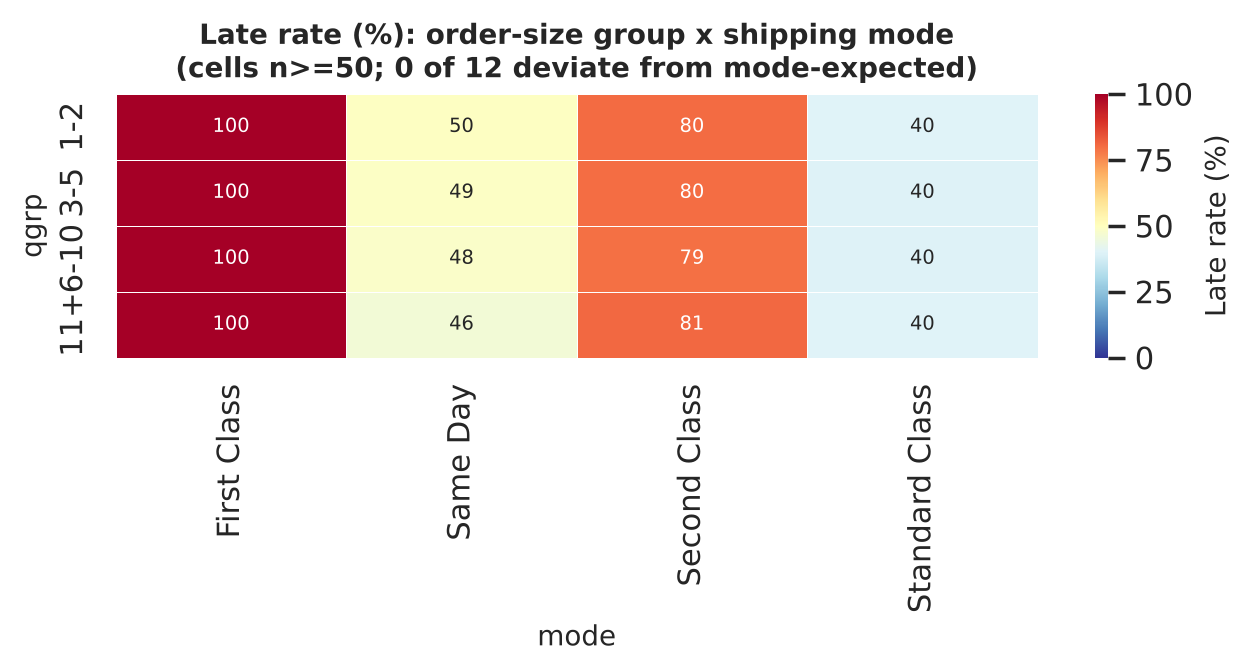 Late rate (%): order-size group x shipping mode
(cells n>=50; 0 of 12 deviate from mode-expected)
qgrp
1-2
100 50 80 40
3-5
100 49 80 40
6-10
100 48 79 40
11+
100 46 81 40
First Class
Same Day
Second Class
Standard Class
mode
100
75
50
25
0
Late rate (%)